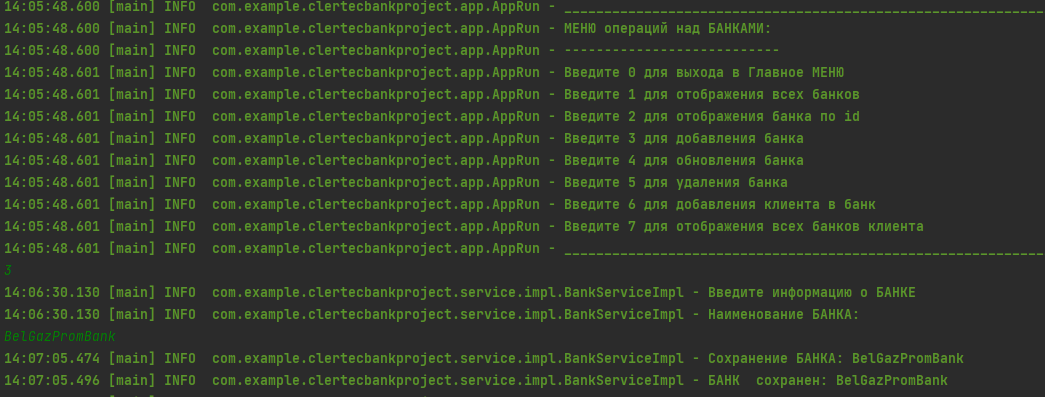 14:05:48.600 [main] INFO  com.example.clertecbankproject.app.AppRun - ____________________________________________________________
14:05:48.600 [main] INFO  com.example.clertecbankproject.app.AppRun - МЕНЮ операций над БАНКАМИ:
14:05:48.600 [main] INFO  com.example.clertecbankproject.app.AppRun - ---------------------------
14:05:48.601 [main] INFO  com.example.clertecbankproject.app.AppRun - Введите 0 для выхода в Главное МЕНЮ
14:05:48.601 [main] INFO  com.example.clertecbankproject.app.AppRun - Введите 1 для отображения всех банков
14:05:48.601 [main] INFO  com.example.clertecbankproject.app.AppRun - Введите 2 для отображения банка по id
14:05:48.601 [main] INFO  com.example.clertecbankproject.app.AppRun - Введите 3 для добавления банка
14:05:48.601 [main] INFO  com.example.clertecbankproject.app.AppRun - Введите 4 для обновления банка
14:05:48.601 [main] INFO  com.example.clertecbankproject.app.AppRun - Введите 5 для удаления банка
14:05:48.601 [main] INFO  com.example.clertecbankproject.app.AppRun - Введите 6 для добавления клиента в банк
14:05:48.601 [main] INFO  com.example.clertecbankproject.app.AppRun - Введите 7 для отображения всех банков клиента
14:05:48.601 [main] INFO  com.example.clertecbankproject.app.AppRun - ____________________________________________________________
3
14:06:30.130 [main] INFO  com.example.clertecbankproject.service.impl.BankServiceImpl - Введите информацию о БАНКЕ
14:06:30.130 [main] INFO  com.example.clertecbankproject.service.impl.BankServiceImpl - Наименование БАНКА:
BelGazPromBank
14:07:05.474 [main] INFO  com.example.clertecbankproject.service.impl.BankServiceImpl - Сохранение БАНКА: BelGazPromBank
14:07:05.496 [main] INFO  com.example.clertecbankproject.service.impl.BankServiceImpl - БАНК  сохранен: BelGazPromBank